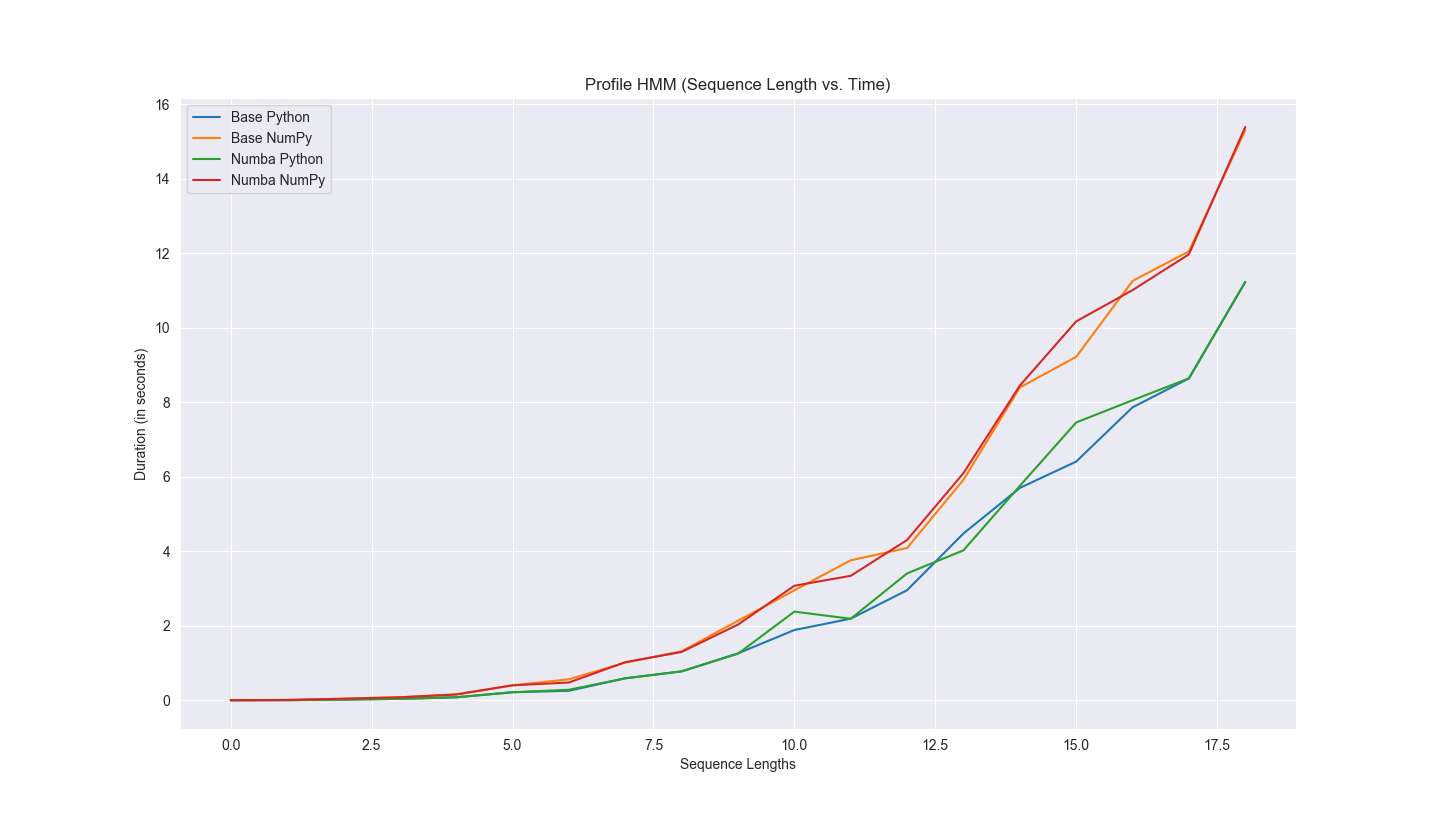 Profile HMM (Sequence Length vs. Time)
Base Python
Base NumPy
Numba Python
Numba NumPy
16
14
12
10
8
6
4
2
0
Duration (in seconds)
0.0 2.5 5.0 7.5 10.0 12.5 15.0 17.5
Sequence Lengths